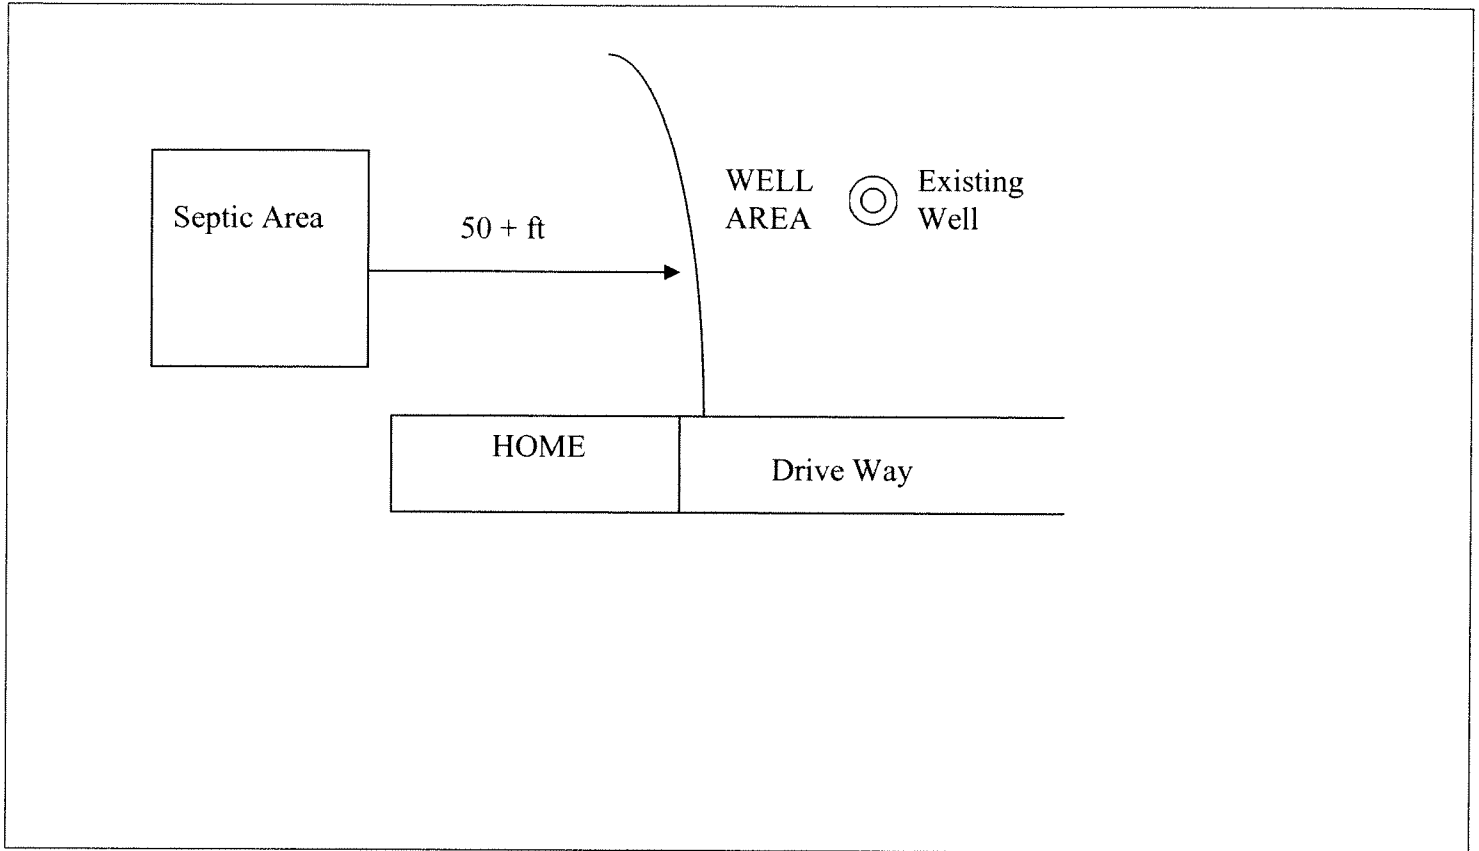 Septic Area
50 + ft
WELL
AREA
Existing
Well
HOME
Drive Way